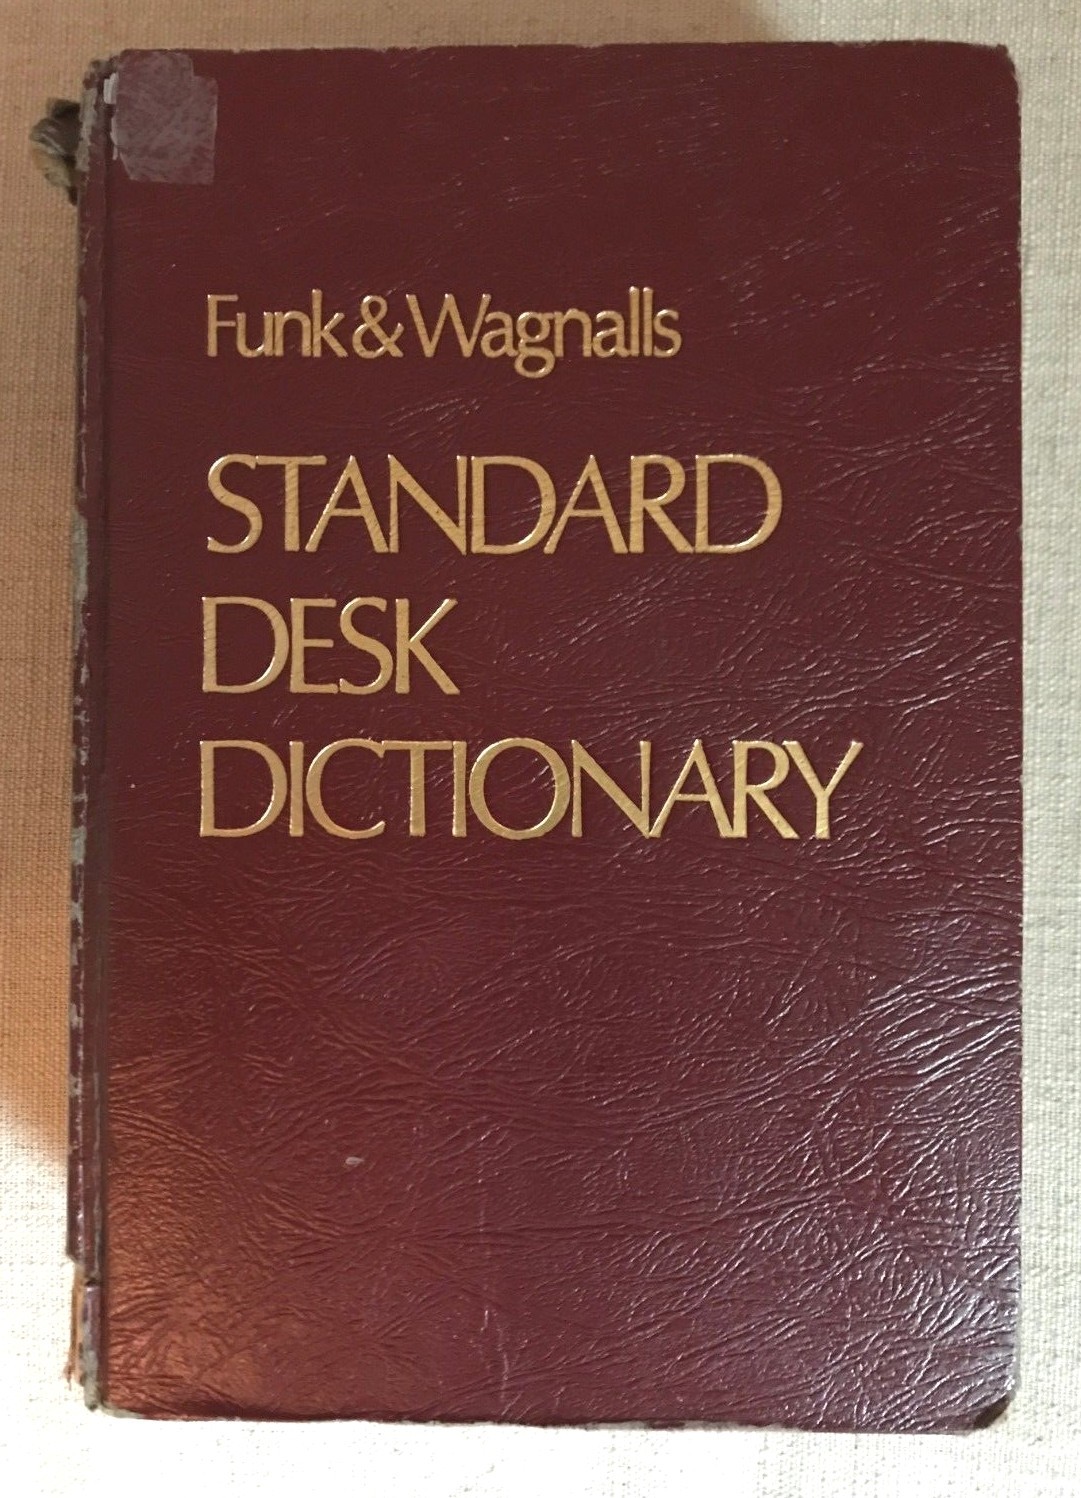 Funk & Wagnalls
STANDARD
DESK
DICTIONARY